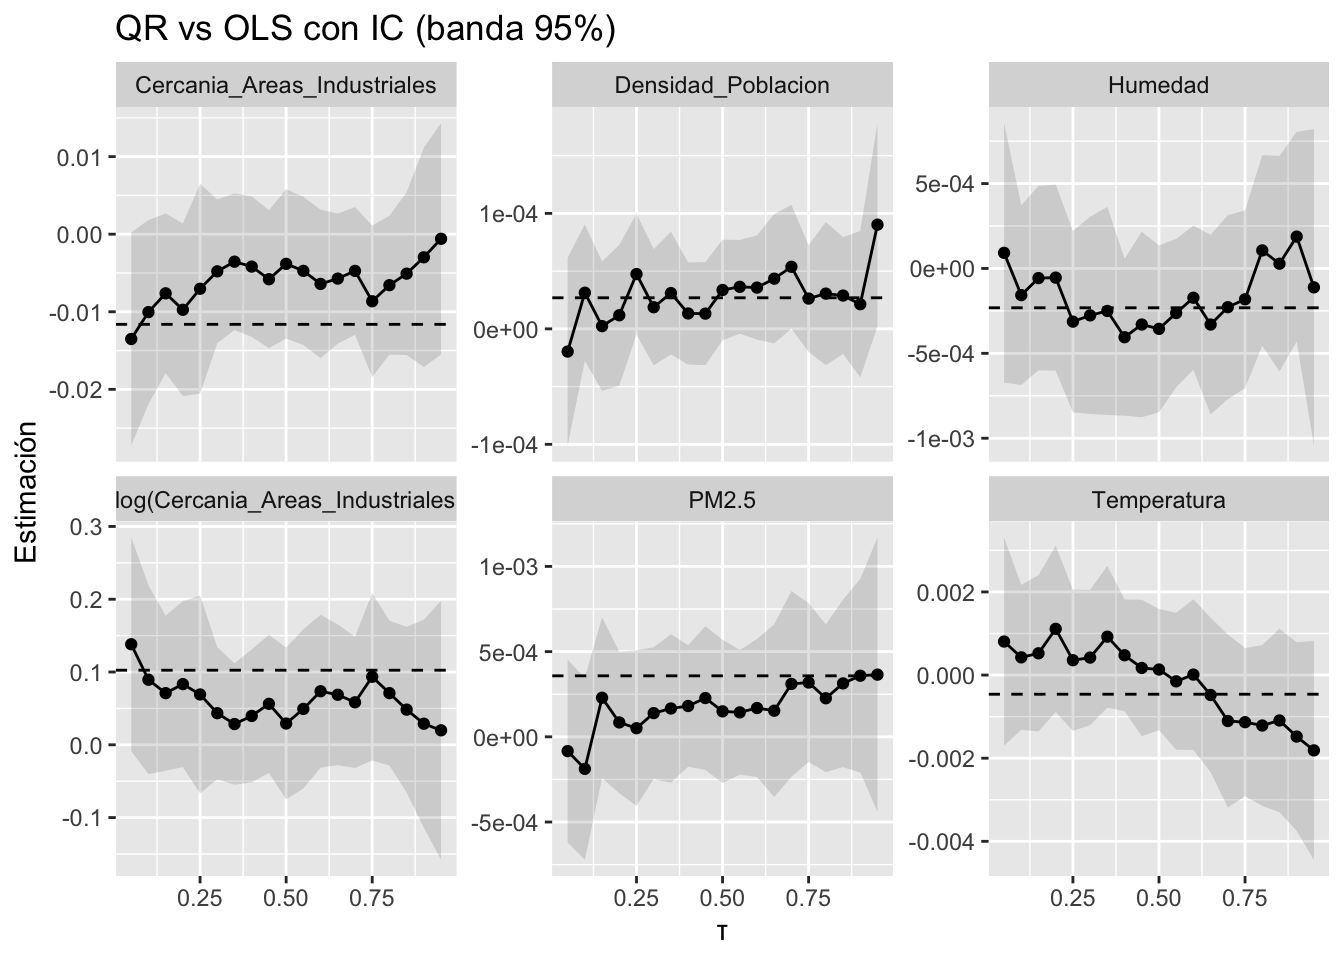 QR vs OLS con IC (banda 95%)
Cercania_Areas_Industriales
Densidad_Poblacion
Humedad
0.01
0.00
-0.01
-0.02
1e-04
0e+00
-1e-04
5e-04
0e+00
-5e-04
-1e-03
Estimación
log(Cercania_Areas_Industriales
PM2.5
Temperatura
0.3
0.2
0.1
0.0
-0.1
1e-03
5e-04
0e+00
-5e-04
0.002
0.000
-0.002
-0.004
0.25 0.50 0.75
0.25 0.50 0.75
0.25 0.50 0.75
τ